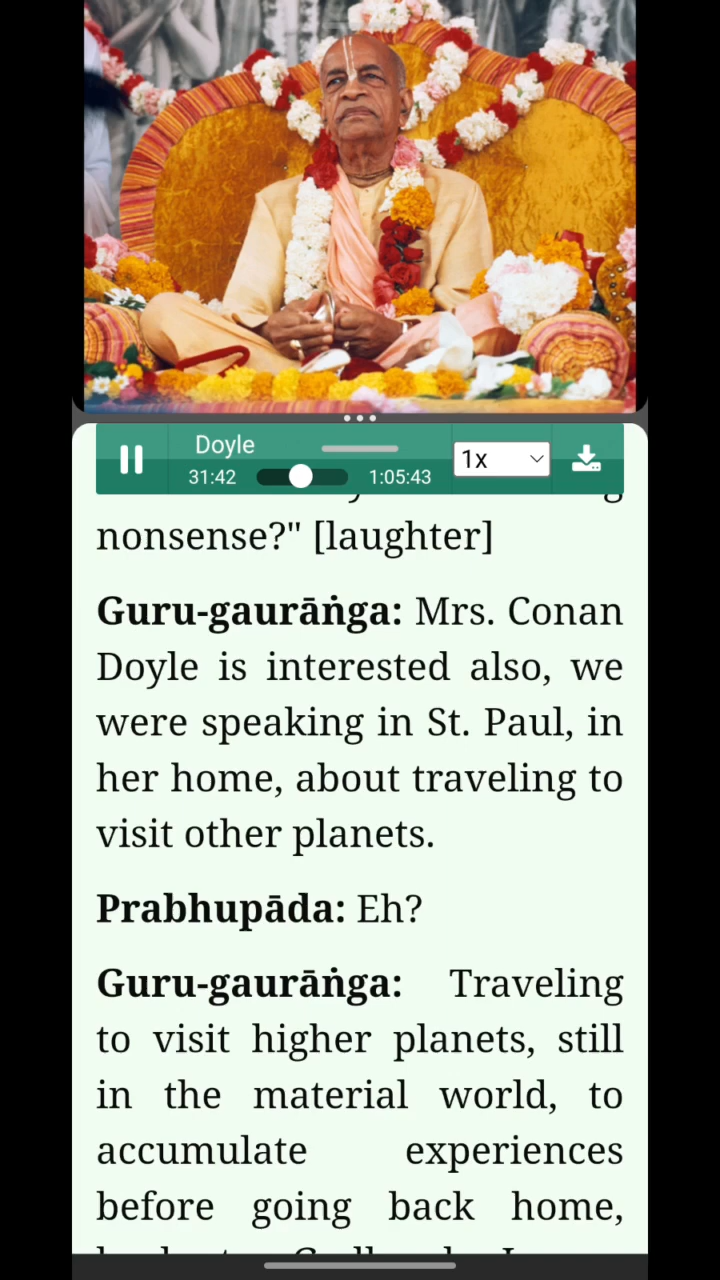 Doyle
31:42
1:05:43
1x
nonsense?" [laughter]
Guru-gaurāṅga: Mrs. Conan
Doyle is interested also, we
were speaking in St. Paul, in
her home, about traveling to
visit other planets.
Prabhupāda: Eh?
Guru-gaurāṅga: Traveling
to visit higher planets, still
in the material world, to
accumulate experiences
before going back home,